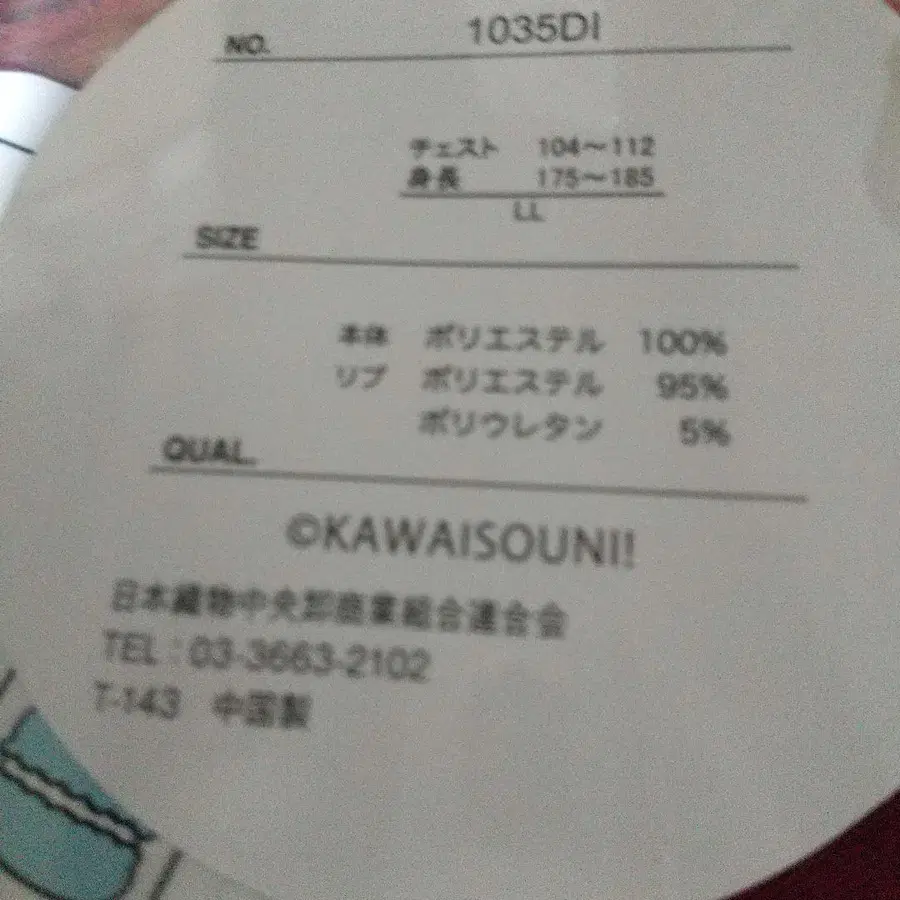 NO. 1035DI
チェスト 104～112
身長 175～185
LL
SIZE
本体 ポリエステル 100%
リブ ポリエステル 95%
ポリウレタン 5%
QUAL.
©KAWAISOUNI!
日本織物中央卸商業組合連合会
TEL：03-3663-2102
T-143 中国製